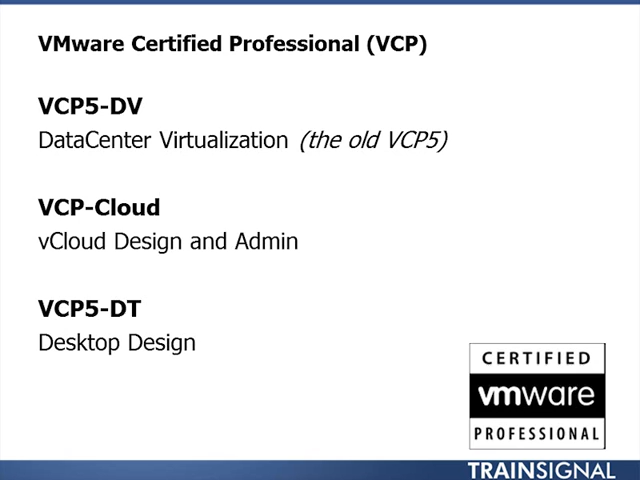 VMware Certified Professional (VCP)
VCP5-DV
DataCenter Virtualization (the old VCP5)
VCP-Cloud
vCloud Design and Admin
VCP5-DT
Desktop Design
CERTIFIED
vmware
PROFESSIONAL
TRAINSIGNAL